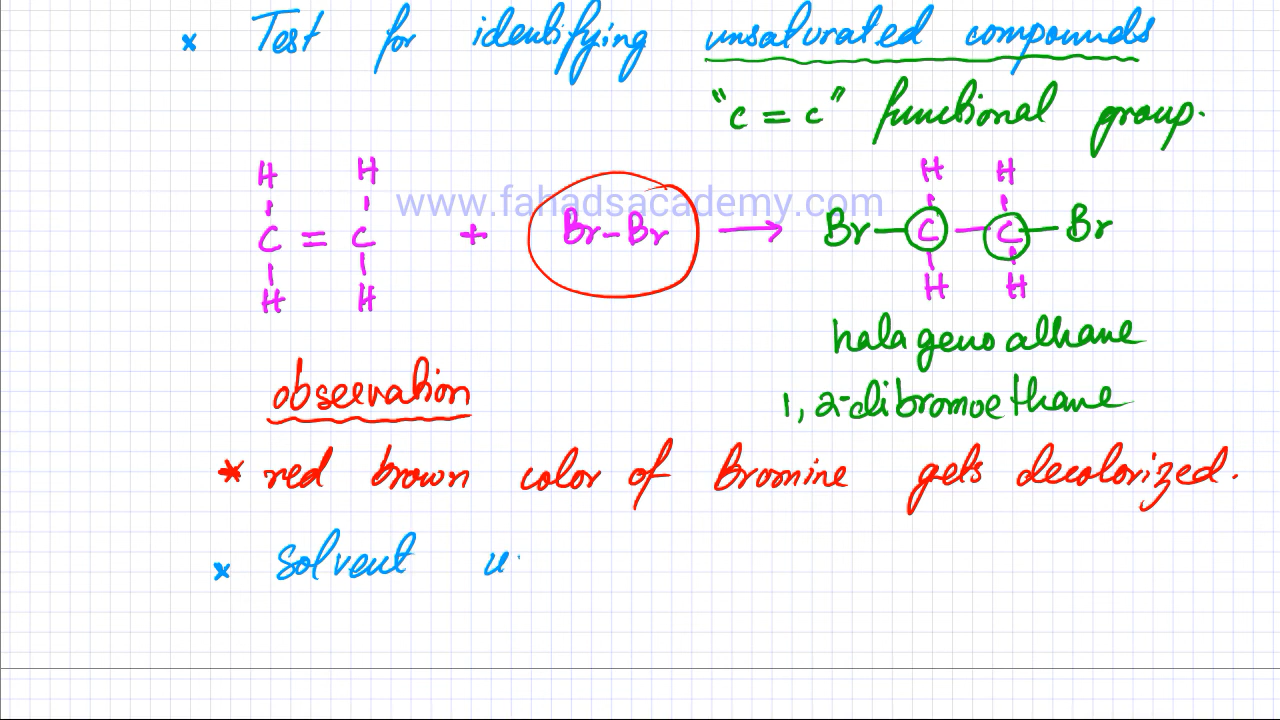 x Test for identifying unsaturated compounds
"c = c" functional group.
H H H H
www.fahadsacademy.com
C = C + Br-Br → Br-C-C-Br
H H H H
halogeno alkane
observation
1,2-dibromoethane
* red brown color of Bromine gets decolorized.
x Solvent u